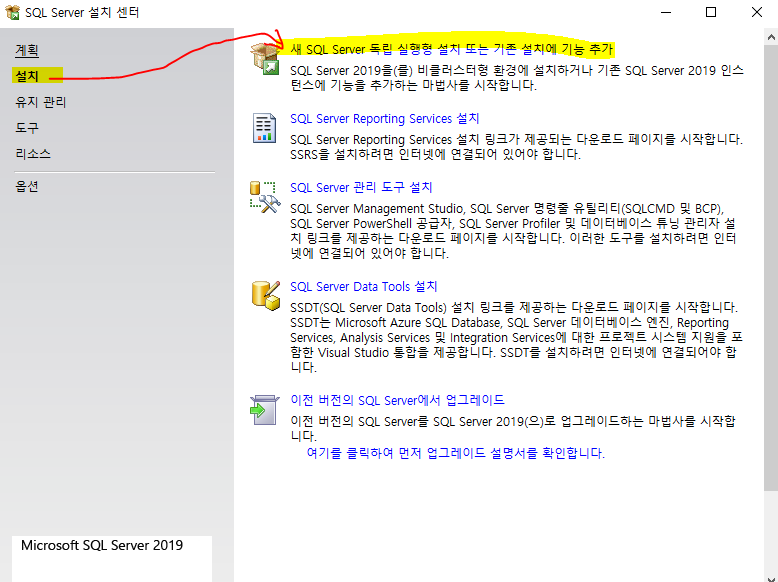 SQL Server 설치 센터
계획
설치
유지 관리
도구
리소스
옵션
새 SQL Server 독립 실행형 설치 또는 기존 설치에 기능 추가
SQL Server 2019을(를) 비클러스터형 환경에 설치하거나 기존 SQL Server 2019 인스
턴스에 기능을 추가하는 마법사를 시작합니다.
SQL Server Reporting Services 설치
SQL Server Reporting Services 설치 링크가 제공되는 다운로드 페이지를 시작합니다.
SSRS을 설치하려면 인터넷에 연결되어 있어야 합니다.
SQL Server 관리 도구 설치
SQL Server Management Studio, SQL Server 명령줄 유틸리티(SQLCMD 및 BCP),
SQL Server PowerShell 공급자, SQL Server Profiler 및 데이터베이스 튜닝 관리자 설
치 링크를 제공하는 다운로드 페이지를 시작합니다. 이러한 도구를 설치하려면 인터
넷에 연결되어 있어야 합니다.
SQL Server Data Tools 설치
SSDT(SQL Server Data Tools) 설치 링크를 제공하는 다운로드 페이지를 시작합니다.
SSDT는 Microsoft Azure SQL Database, SQL Server 데이터베이스 엔진, Reporting
Services, Analysis Services 및 Integration Services에 대한 프로젝트 시스템 지원을 포
함한 Visual Studio 통합을 제공합니다. SSDT를 설치하려면 인터넷에 연결되어야 합
니다.
이전 버전의 SQL Server에서 업그레이드
이전 버전의 SQL Server를 SQL Server 2019(으)로 업그레이드하는 마법사를 시작합
니다.
여기를 클릭하여 먼저 업그레이드 설명서를 확인합니다.
Microsoft SQL Server 2019